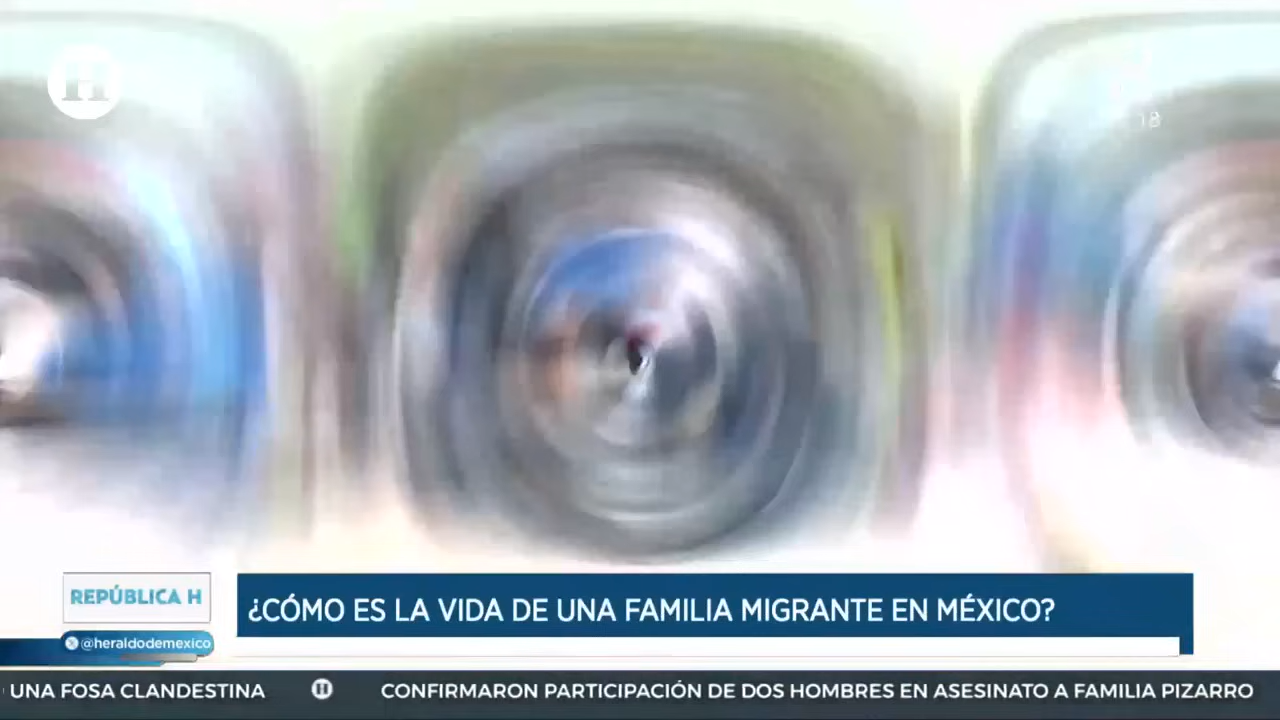 H
18
REPÚBLICA H
¿CÓMO ES LA VIDA DE UNA FAMILIA MIGRANTE EN MÉXICO?
@heraldodemexico
UNA FOSA CLANDESTINA H CONFIRMARON PARTICIPACIÓN DE DOS HOMBRES EN ASESINATO A FAMILIA PIZARRO